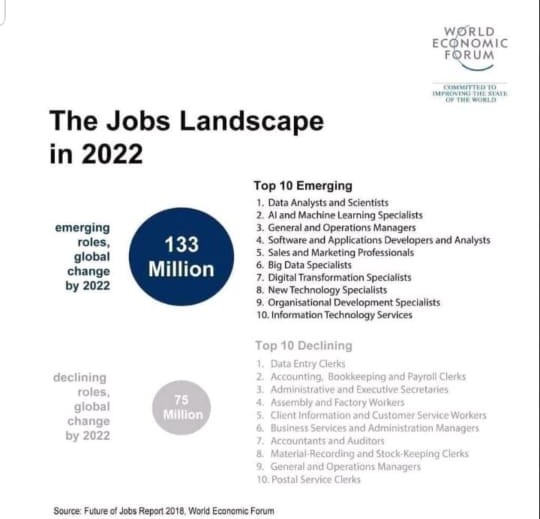 WORLD
ECONOMIC
FORUM
COMMITTED TO
IMPROVING THE STATE
OF THE WORLD
The Jobs Landscape
in 2022
emerging
roles,
global
change
by 2022
133
Million
Top 10 Emerging
1. Data Analysts and Scientists
2. AI and Machine Learning Specialists
3. General and Operations Managers
4. Software and Applications Developers and Analysts
5. Sales and Marketing Professionals
6. Big Data Specialists
7. Digital Transformation Specialists
8. New Technology Specialists
9. Organisational Development Specialists
10. Information Technology Services
declining
roles,
global
change
by 2022
75
Million
Top 10 Declining
1. Data Entry Clerks
2. Accounting, Bookkeeping and Payroll Clerks
3. Administrative and Executive Secretaries
4. Assembly and Factory Workers
5. Client Information and Customer Service Workers
6. Business Services and Administration Managers
7. Accountants and Auditors
8. Material-Recording and Stock-Keeping Clerks
9. General and Operations Managers
10. Postal Service Clerks
Source: Future of Jobs Report 2018, World Economic Forum